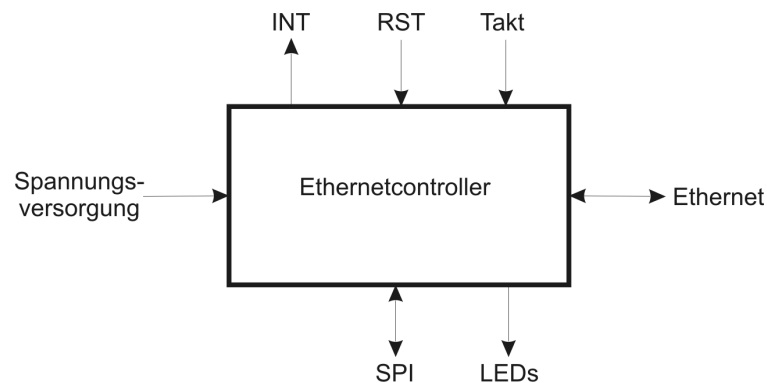 INT RST Takt
Spannungs-
versorgung
Ethernetcontroller
Ethernet
SPI LEDs